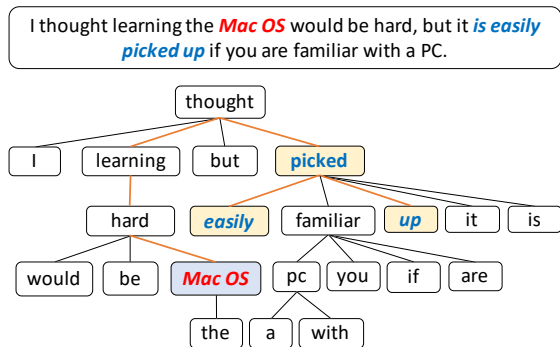 I thought learning the Mac OS would be hard, but it is easily
picked up if you are familiar with a PC.
thought
I learning but picked
hard easily familiar up it is
would be Mac OS pc you if are
the a with